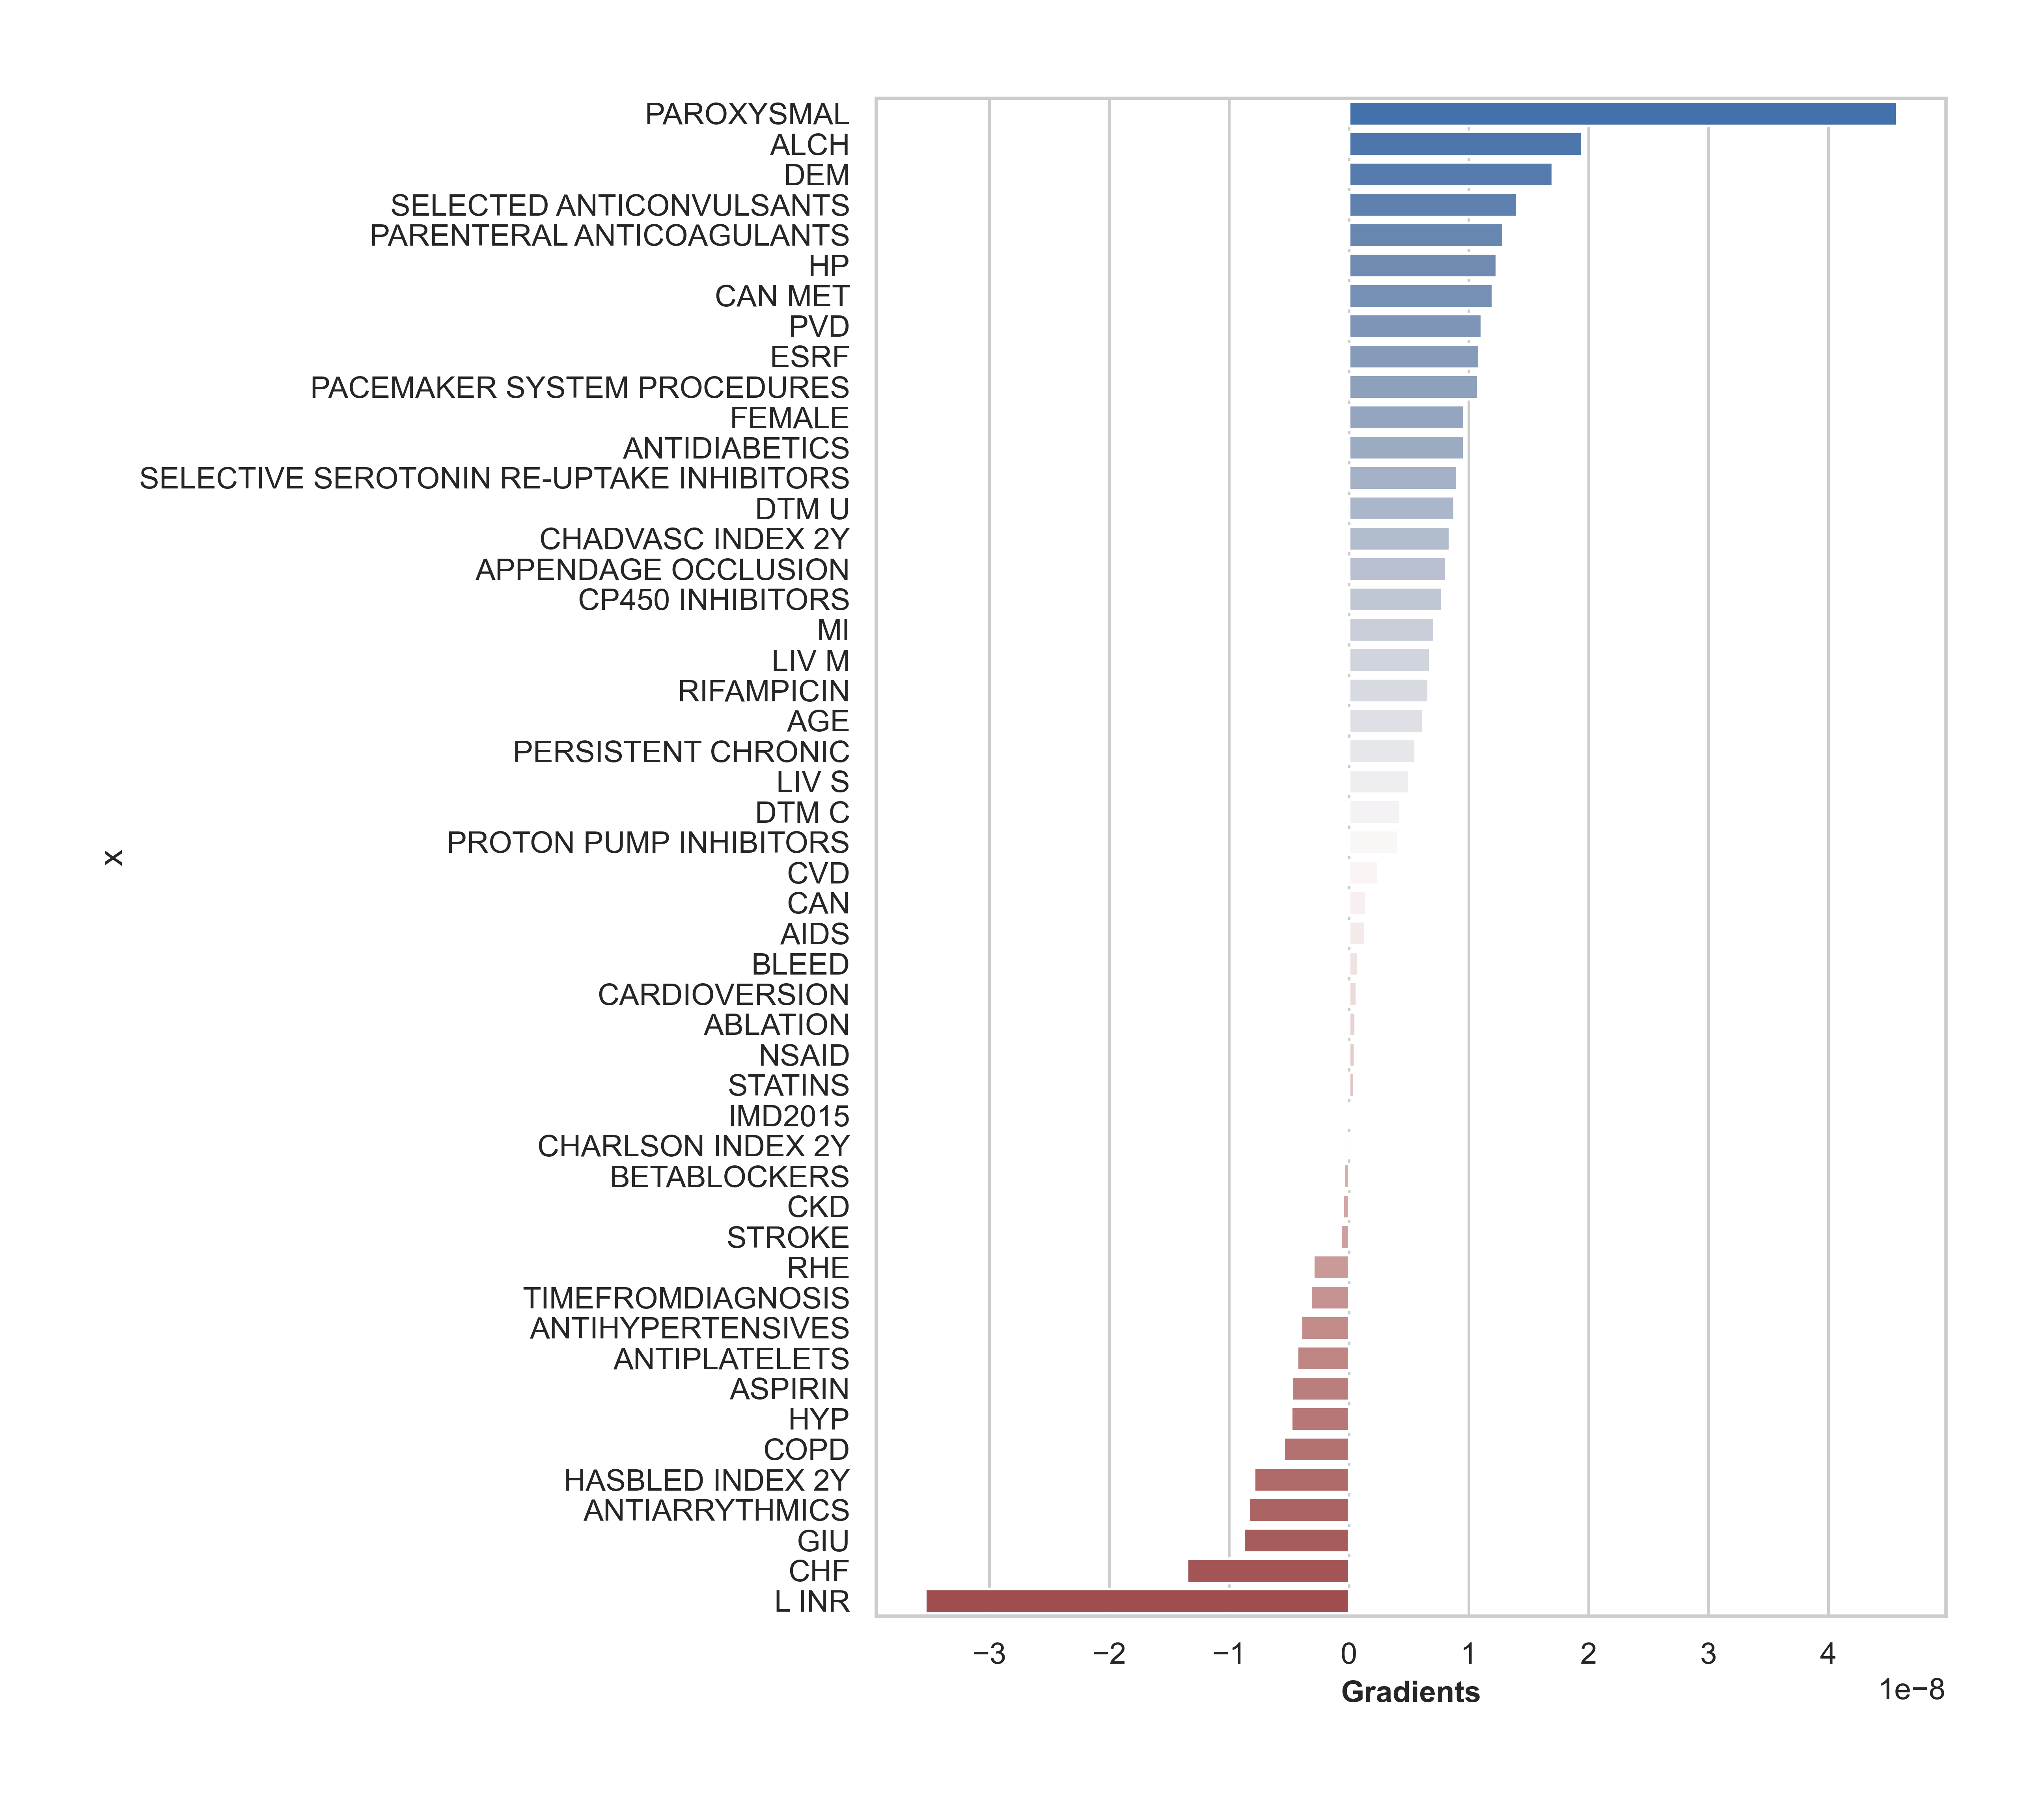 PAROXYSMAL
ALCH
DEM
SELECTED ANTICONVULSANTS
PARENTERAL ANTICOAGULANTS
HP
CAN MET
PVD
ESRF
PACEMAKER SYSTEM PROCEDURES
FEMALE
ANTIDIABETICS
SELECTIVE SEROTONIN RE-UPTAKE INHIBITORS
DTM U
CHADVASC INDEX 2Y
APPENDAGE OCCLUSION
CP450 INHIBITORS
MI
LIV M
RIFAMPICIN
AGE
PERSISTENT CHRONIC
LIV S
DTM C
PROTON PUMP INHIBITORS
x
CVD
CAN
AIDS
BLEED
CARDIOVERSION
ABLATION
NSAID
STATINS
IMD2015
CHARLSON INDEX 2Y
BETABLOCKERS
CKD
STROKE
RHE
TIMEFROMDIAGNOSIS
ANTIHYPERTENSIVES
ANTIPLATELETS
ASPIRIN
HYP
COPD
HASBLED INDEX 2Y
ANTIARRYTHMICS
GIU
CHF
L INR
−3 −2 −1 0 1 2 3 4
Gradients
1e−8